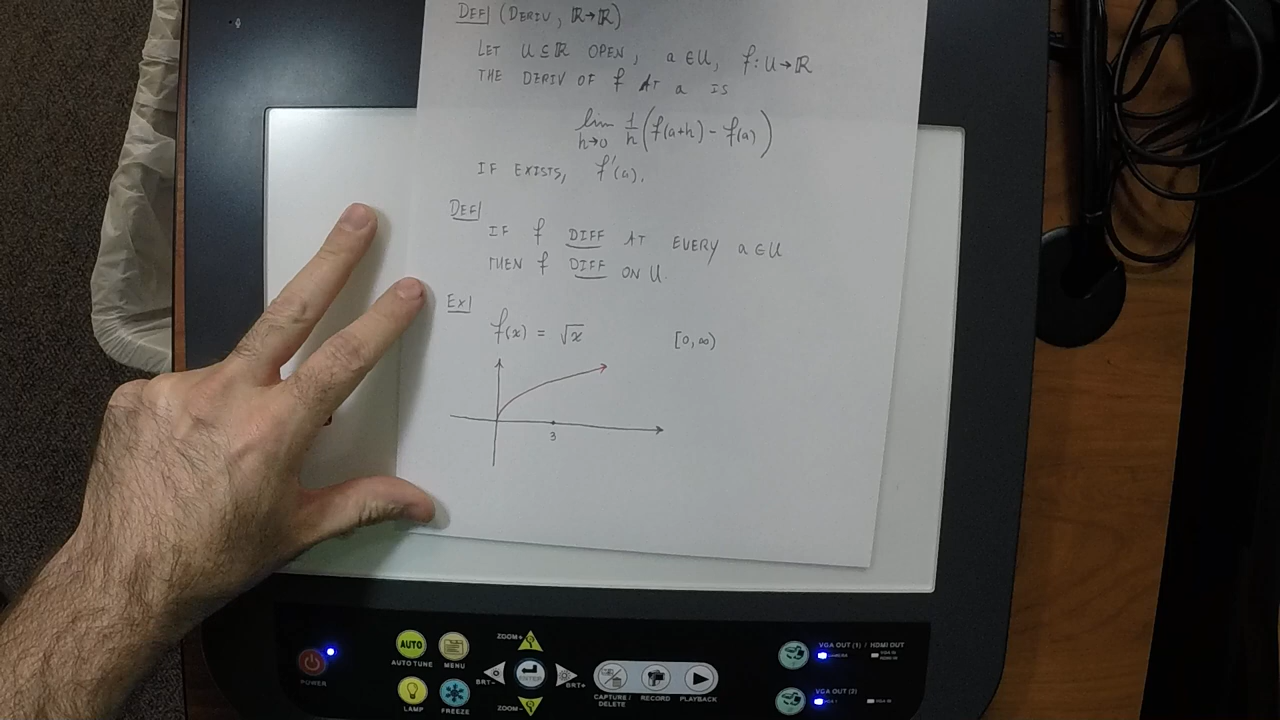 DEF (DERIV, ℝ→ℝ)
LET U ⊆ ℝ OPEN, a ∈ U, f: U → ℝ
THE DERIV OF f AT a IS
lim h→0 1/h (f(a+h) - f(a))
IF EXISTS, f'(a).
DEF
IF f DIFF AT EVERY a ∈ U
THEN f DIFF ON U.
EX
f(x) = √x [0,∞)
3
POWER
AUTO
AUTO TUNE
MENU
LAMP
FREEZE
ZOOM+
BRT-
ENTER
BRT+
ZOOM-
CAPTURE/
DELETE
RECORD
PLAYBACK
VGA OUT (1) / HDMI OUT
VGA OUT (2)